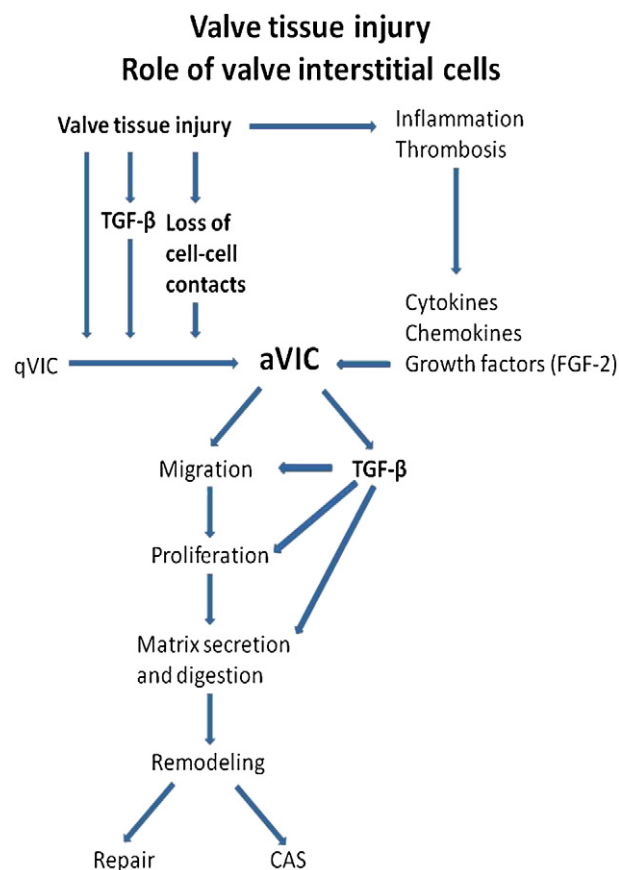 Valve tissue injury
Role of valve interstitial cells
Valve tissue injury
Inflammation
Thrombosis
TGF-β
Loss of
cell-cell
contacts
Cytokines
Chemokines
Growth factors (FGF-2)
qVIC
aVIC
Migration
TGF-β
Proliferation
Matrix secretion
and digestion
Remodeling
Repair
CAS